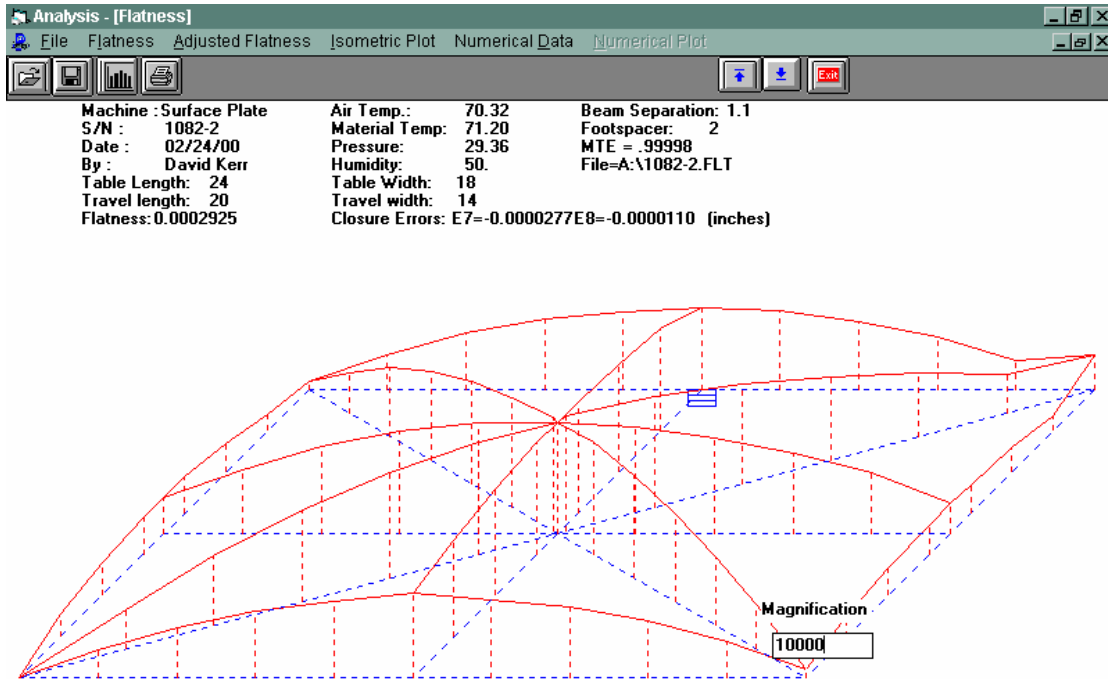 Analysis - [Flatness]
File Flatness Adjusted Flatness Isometric Plot Numerical Data Numerical Plot
Exit
Machine : Surface Plate Air Temp.: 70.32 Beam Separation: 1.1
S/N : 1082-2 Material Temp: 71.20 Footspacer: 2
Date : 02/24/00 Pressure: 29.36 MTE = .99998
By : David Kerr Humidity: 50. File=A:\1082-2.FLT
Table Length: 24 Table Width: 18
Travel length: 20 Travel width: 14
Flatness: 0.0002925 Closure Errors: E7=-0.0000277E8=-0.0000110 (inches)
Magnification
10000